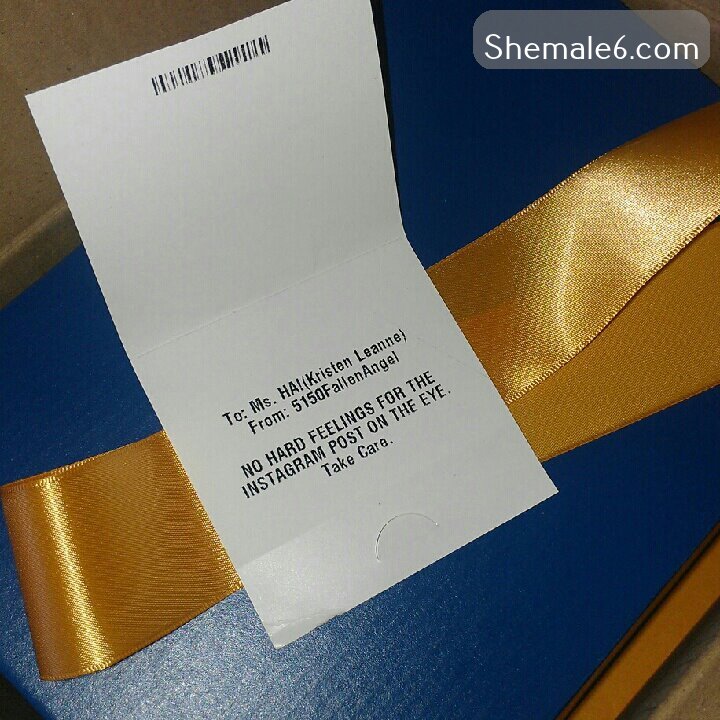 Shemale6.com
To: Ms. HA!(Kristen Leanne)
From: 5150FallenAngel
NO HARD FEELINGS FOR THE
INSTAGRAM POST ON THE EYE.
Take Care.